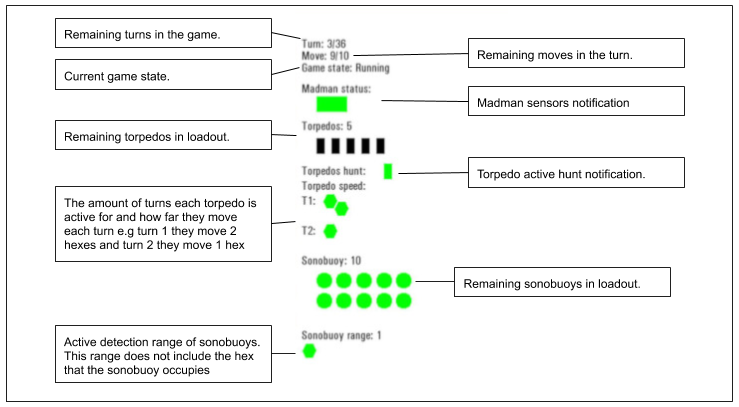 Remaining turns in the game.
Turn: 3/36
Move: 9/10
Game state: Running
Remaining moves in the turn.
Current game state.
Madman status:
Madman sensors notification
Torpedos: 5
Remaining torpedos in loadout.
Torpedos hunt:
Torpedo active hunt notification.
Torpedo speed:
T1:
T2:
The amount of turns each torpedo is
active for and how far they move
each turn e.g turn 1 they move 2
hexes and turn 2 they move 1 hex
Sonobuoy: 10
Remaining sonobuoys in loadout.
Sonobuoy range: 1
Active detection range of sonobuoys.
This range does not include the hex
that the sonobuoy occupies